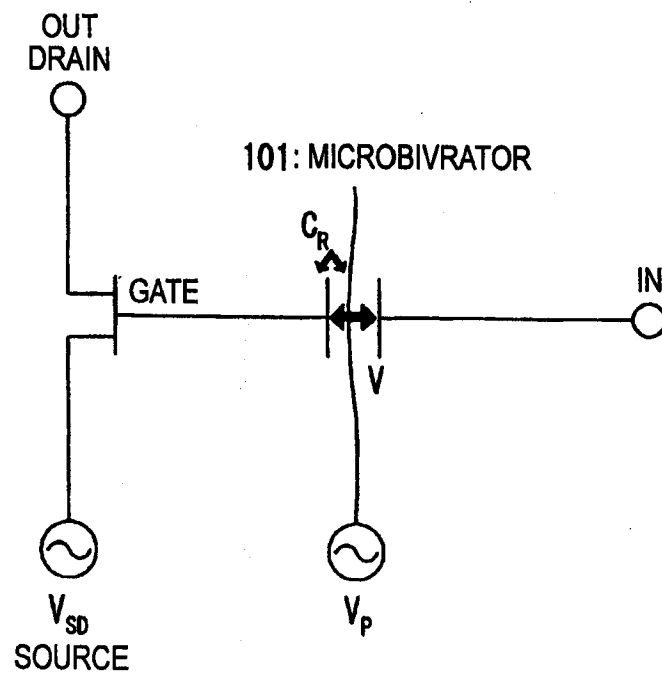 OUT
DRAIN
101: MICROBIVRATOR
C_R
GATE
IN
V
V_SD
SOURCE
V_P